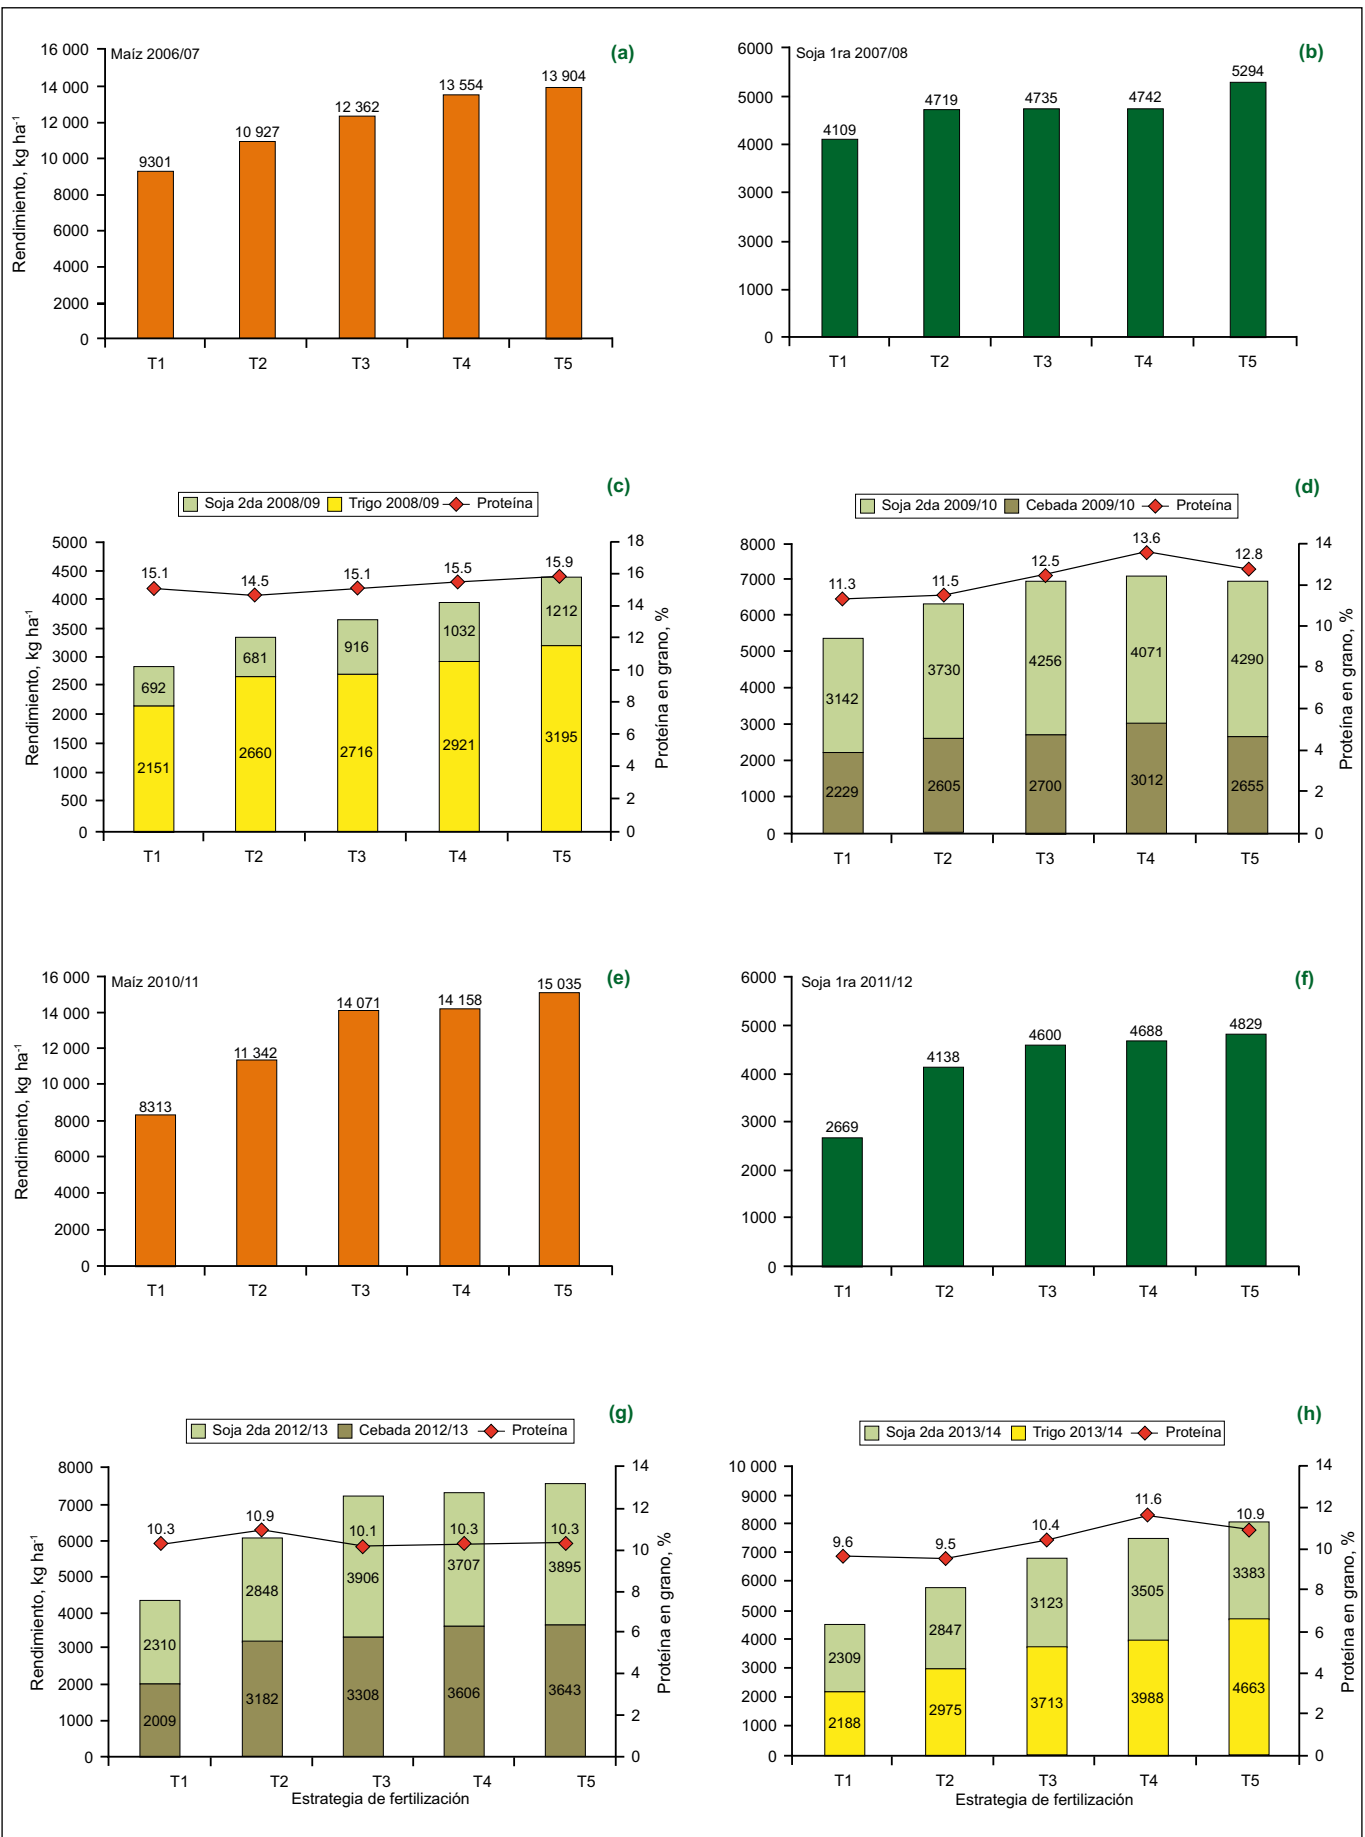 Maíz 2006/07
(a)
Rendimiento, kg ha⁻¹
16 000
14 000
12 000
10 000
8000
6000
4000
2000
0
9301
10 927
12 362
13 554
13 904
T1 T2 T3 T4 T5
Soja 1ra 2007/08
(b)
6000
5000
4000
3000
3000
1000
0
4109
4719
4735
4742
5294
T1 T2 T3 T4 T5
(c)
Soja 2da 2008/09 Trigo 2008/09 Proteína
Rendimiento, kg ha⁻¹
5000
4500
4000
3500
3000
2500
2000
1500
1000
500
0
15.1 14.5 15.1 15.5 15.9
692 681 916 1032 1212
2151 2660 2716 2921 3195
18
16
14
12
10
8
6
4
2
0
Proteína en grano, %
T1 T2 T3 T4 T5
(d)
Soja 2da 2009/10 Cebada 2009/10 Proteína
8000
7000
6000
5000
4000
3000
2000
1000
0
11.3 11.5 12.5 13.6 12.8
3142 3730 4256 4071 4290
2229 2605 2700 3012 2655
14
12
10
8
6
4
2
0
Proteína en grano, %
T1 T2 T3 T4 T5
Maíz 2010/11
(e)
Rendimiento, kg ha⁻¹
16 000
14 000
12 000
10 000
8000
6000
4000
2000
0
8313
11 342
14 071
14 158
15 035
T1 T2 T3 T4 T5
Soja 1ra 2011/12
(f)
6000
5000
4000
3000
2000
1000
0
2669
4138
4600
4688
4829
T1 T2 T3 T4 T5
(g)
Soja 2da 2012/13 Cebada 2012/13 Proteína
Rendimiento, kg ha⁻¹
8000
7000
6000
5000
4000
3000
2000
1000
0
10.3 10.9 10.1 10.3 10.3
2310 2848 3906 3707 3895
2009 3182 3308 3606 3643
14
12
10
8
6
4
2
0
Proteína en grano, %
T1 T2 T3 T4 T5
Estrategia de fertilización
(h)
Soja 2da 2013/14 Trigo 2013/14 Proteína
10 000
9000
8000
7000
6000
5000
4000
3000
2000
1000
0
9.6 9.5 10.4 11.6 10.9
2309 2847 3123 3505 3383
2188 2975 3713 3988 4663
14
12
10
8
6
4
2
0
Proteína en grano, %
T1 T2 T3 T4 T5
Estrategia de fertilización